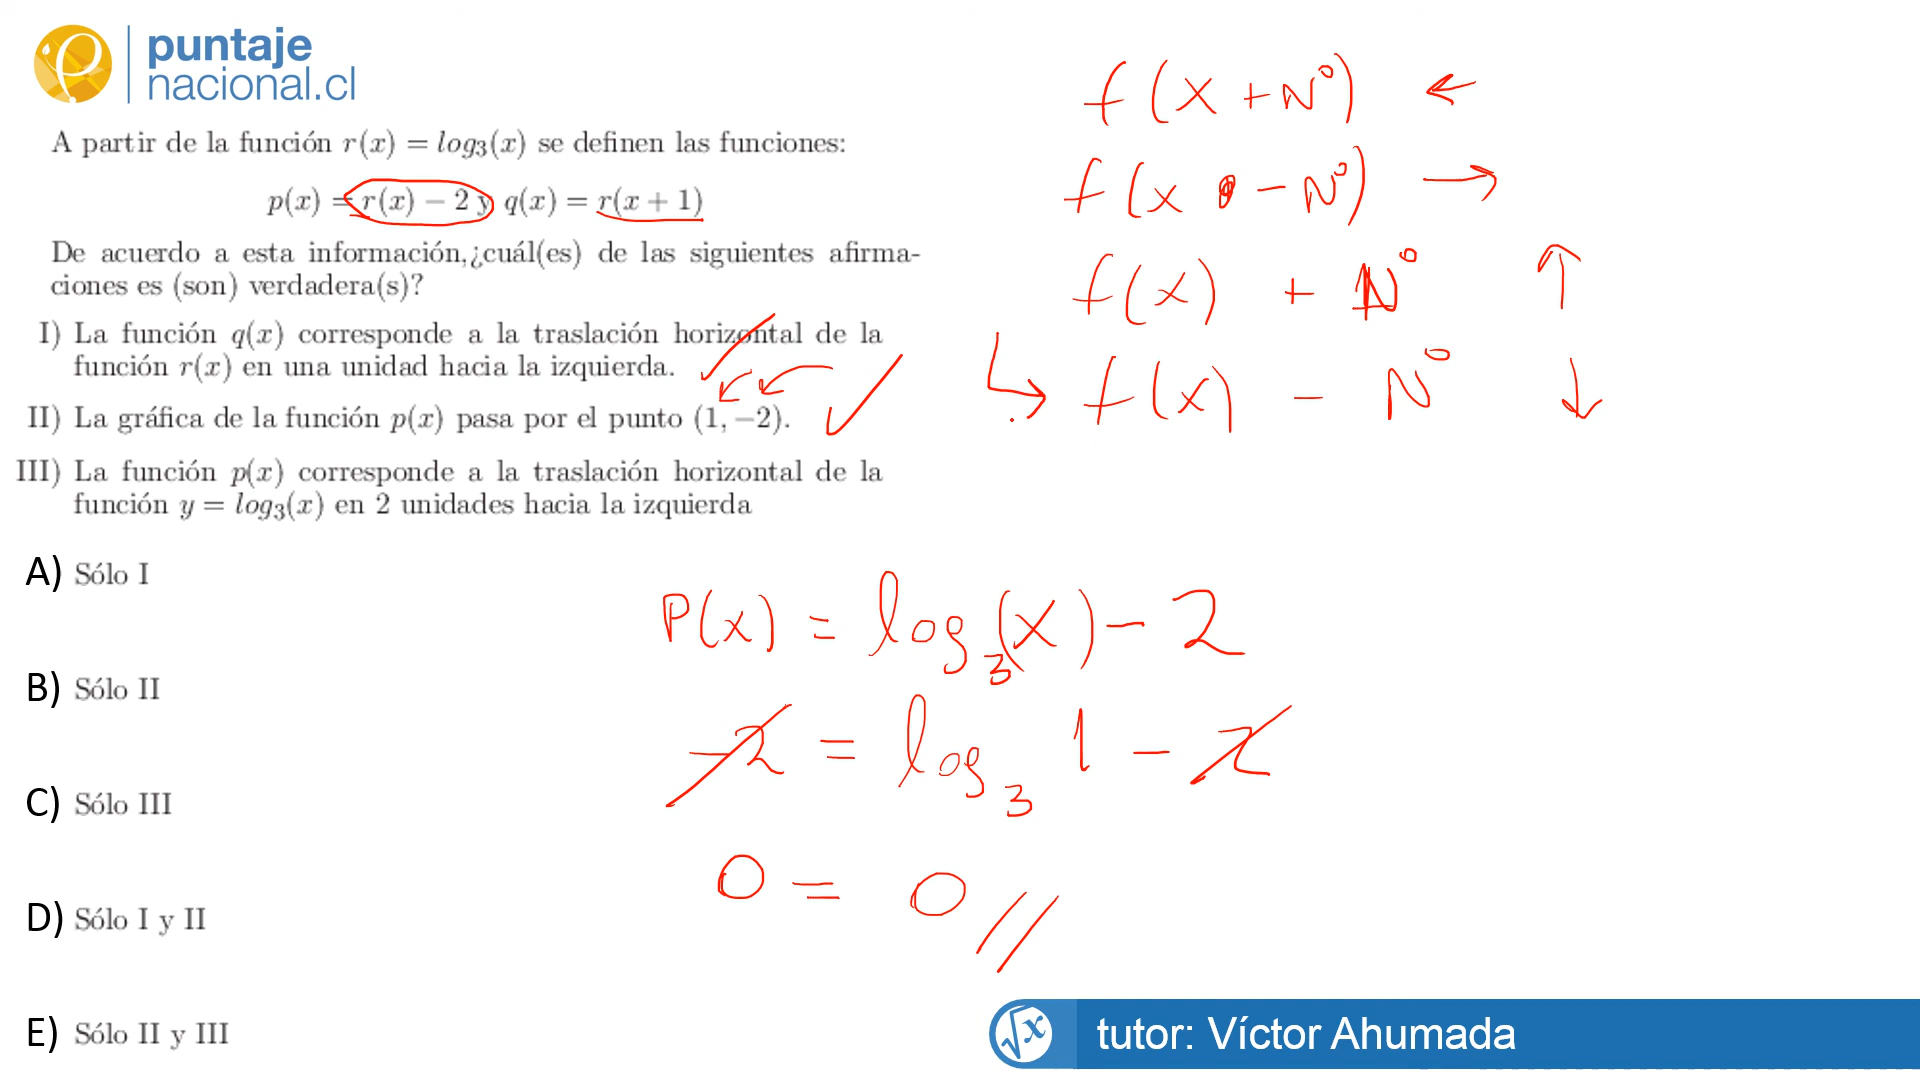 puntaje
nacional.cl
A partir de la función r(x) = log₃(x) se definen las funciones:
p(x) = r(x) − 2 y q(x) = r(x + 1)
De acuerdo a esta información,¿cuál(es) de las siguientes afirma-
ciones es (son) verdadera(s)?
I) La función q(x) corresponde a la traslación horizontal de la
función r(x) en una unidad hacia la izquierda.
II) La gráfica de la función p(x) pasa por el punto (1, −2).
III) La función p(x) corresponde a la traslación horizontal de la
función y = log₃(x) en 2 unidades hacia la izquierda
A) Sólo I
B) Sólo II
C) Sólo III
D) Sólo I y II
E) Sólo II y III
f(x + N°) ←
f(x − N°) →
f(x) + N° ↑
f(x) − N° ↓
P(x) = log₃(x) − 2
−2 = log₃ 1 − 2
0 = 0 //
√x tutor: Víctor Ahumada